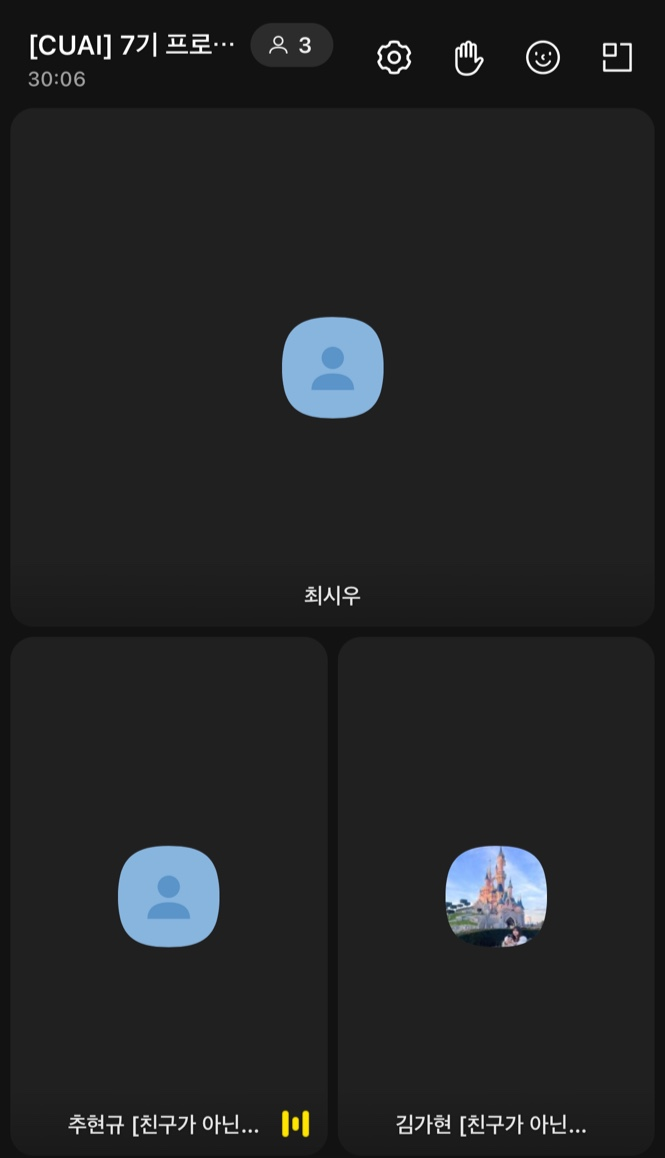 [CUAI] 7기 프로…
3
30:06
최시우
추현규 [친구가 아닌...
김가현 [친구가 아닌...